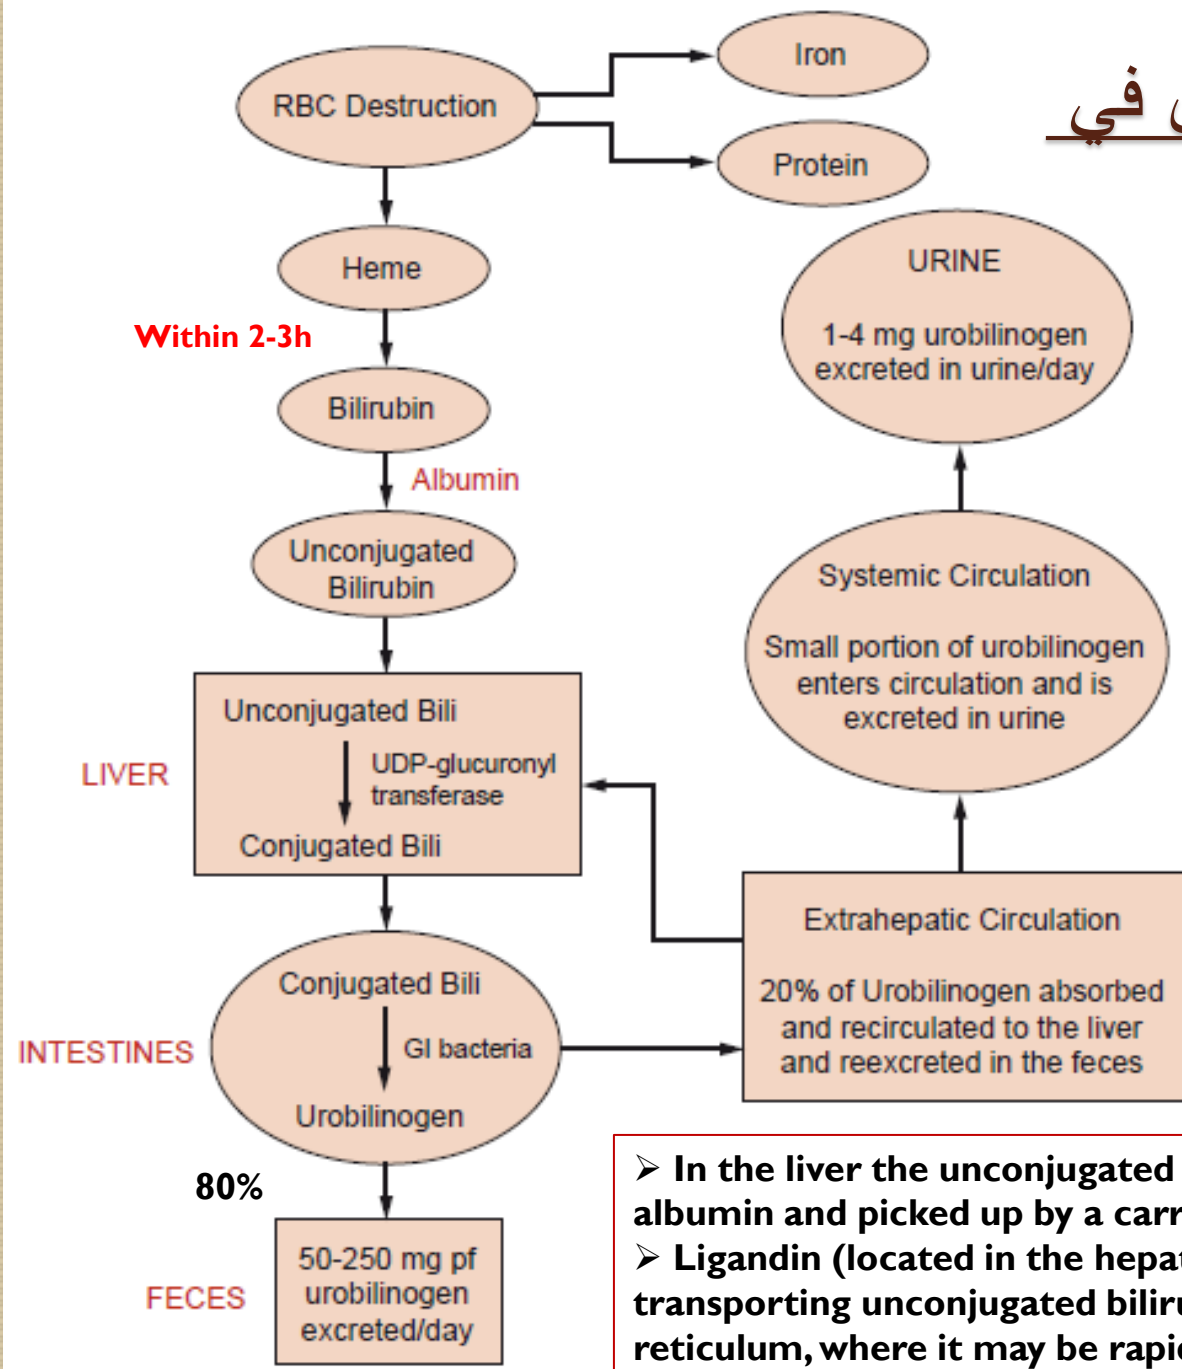 RBC Destruction
Iron
Protein
في
Heme
Within 2-3h
Bilirubin
Albumin
Unconjugated
Bilirubin
LIVER
Unconjugated Bili
UDP-glucuronyl
transferase
Conjugated Bili
INTESTINES
Conjugated Bili
GI bacteria
Urobilinogen
80%
FECES
50-250 mg pf
urobilinogen
excreted/day
URINE
1-4 mg urobilinogen
excreted in urine/day
Systemic Circulation
Small portion of urobilinogen
enters circulation and is
excreted in urine
Extrahepatic Circulation
20% of Urobilinogen absorbed
and recirculated to the liver
and reexcreted in the feces
➢ In the liver the unconjugated
albumin and picked up by a
➢ Ligandin (located in the
transporting unconjugated
reticulum, where it may be